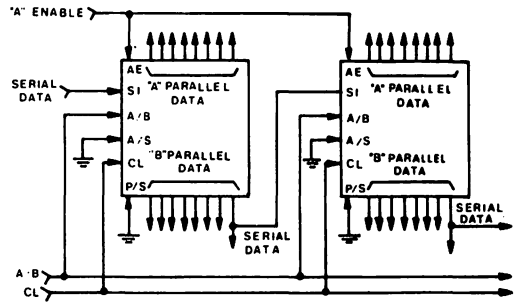 "A" ENABLE
AE
SERIAL
DATA
SI
"A" PARALLEL
DATA
A/B
A/S
"B" PARALLEL
DATA
CL
P/S
SERIAL
DATA
AE
SI
"A" PARALLEL
DATA
A/B
A/S
"B" PARALLEL
DATA
CL
P/S
SERIAL
DATA
A·B
CL